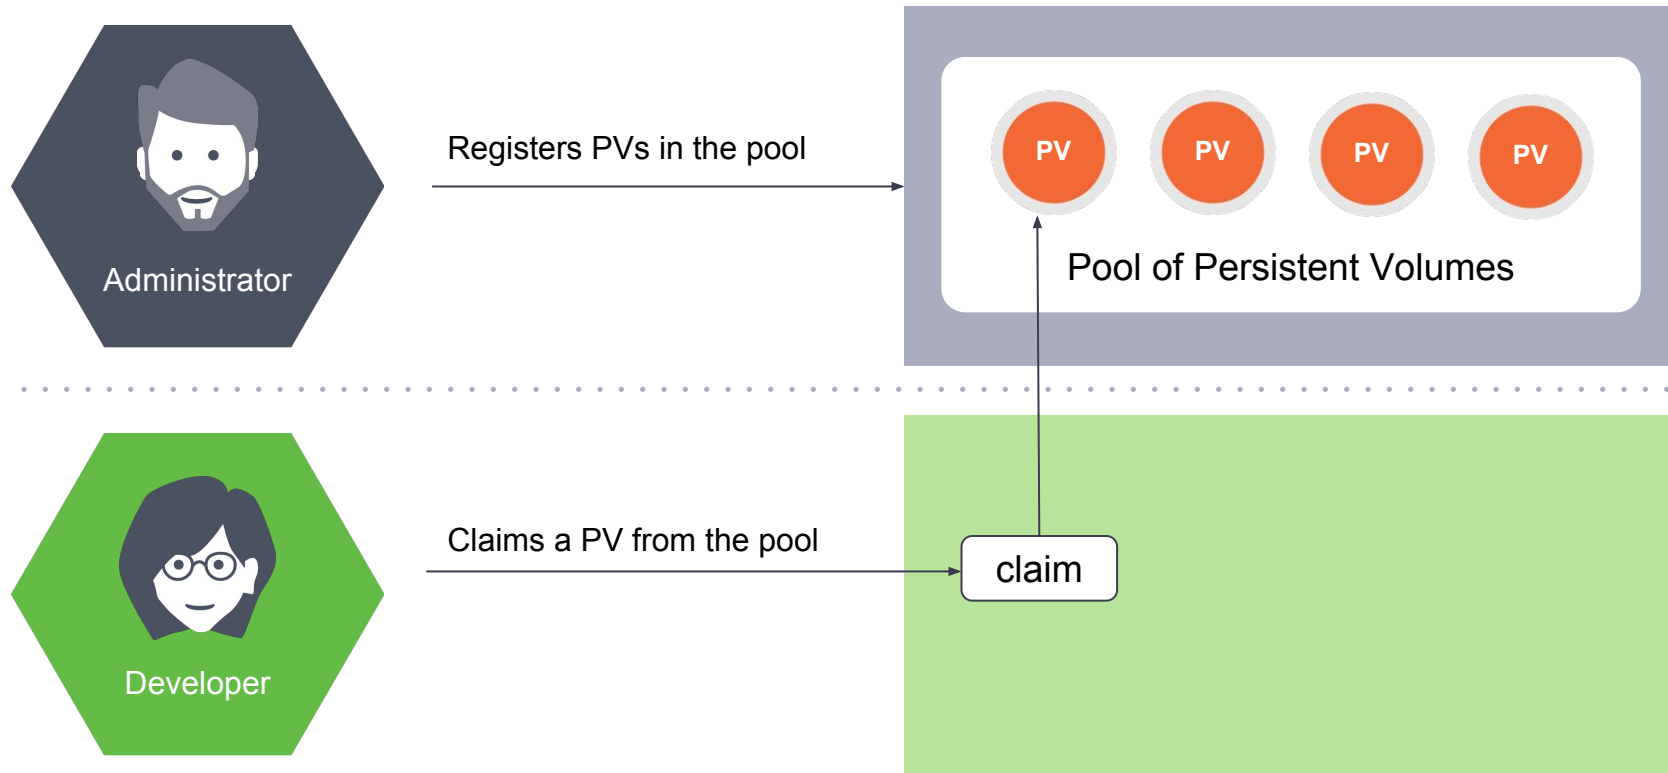 Administrator
Registers PVs in the pool
PV
PV
PV
PV
Pool of Persistent Volumes
Developer
Claims a PV from the pool
claim